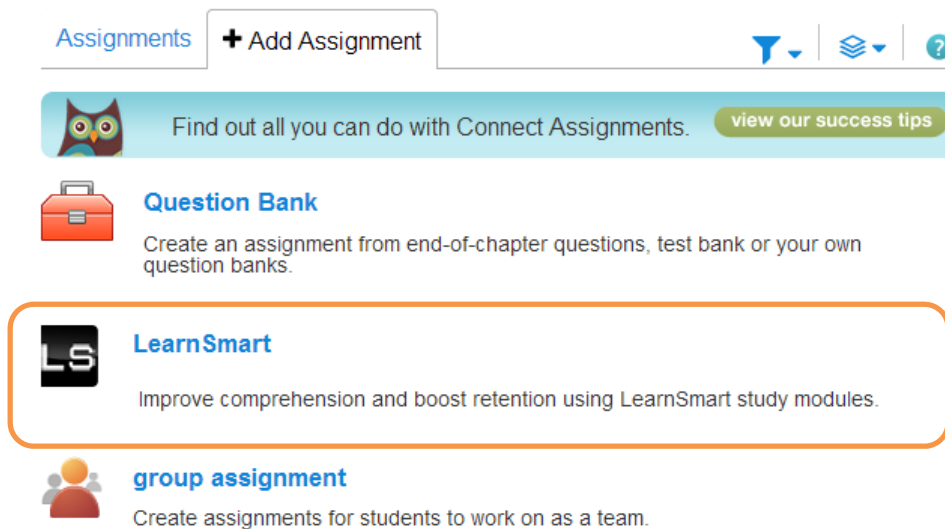 Assignments + Add Assignment ?
Find out all you can do with Connect Assignments. view our success tips
Question Bank
Create an assignment from end-of-chapter questions, test bank or your own
question banks.
LS LearnSmart
Improve comprehension and boost retention using LearnSmart study modules.
group assignment
Create assignments for students to work on as a team.